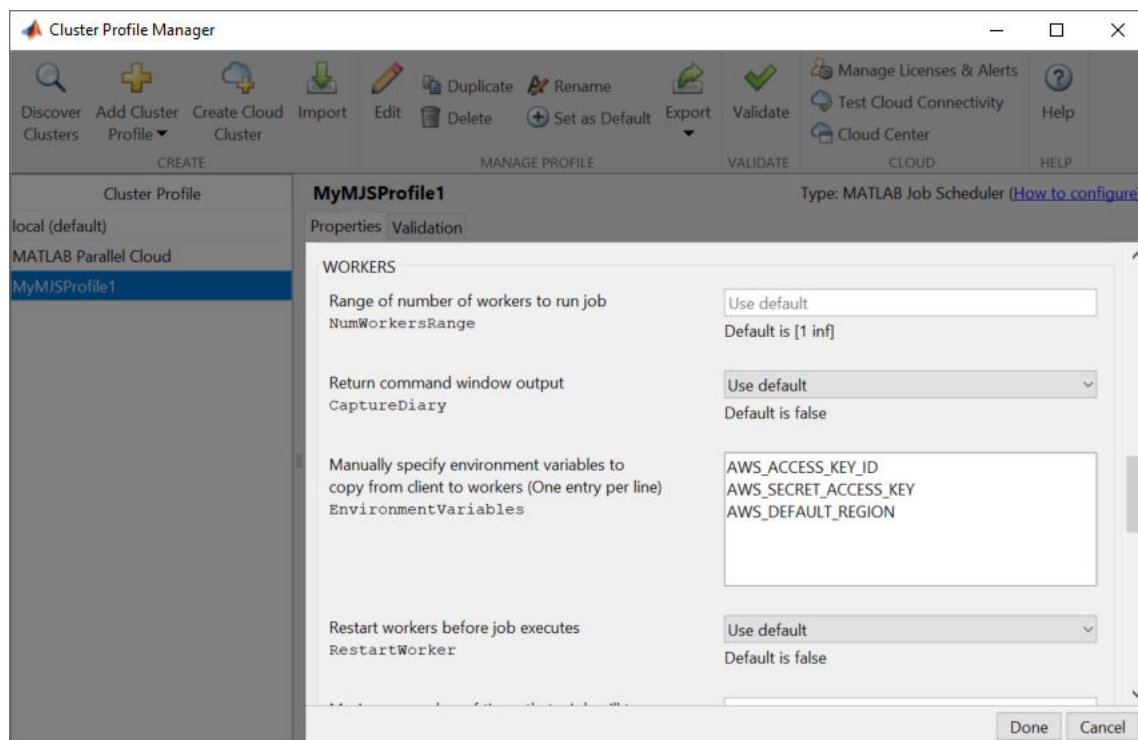 Cluster Profile Manager
Discover Clusters
Add Cluster Profile
Create Cloud Cluster
Import
CREATE
Edit
Duplicate
Delete
Rename
Set as Default
Export
MANAGE PROFILE
Validate
VALIDATE
Manage Licenses & Alerts
Test Cloud Connectivity
Cloud Center
CLOUD
Help
HELP
Cluster Profile
local (default)
MATLAB Parallel Cloud
MyMJSProfile1
MyMJSProfile1
Type: MATLAB Job Scheduler (How to configure
Properties
Validation
WORKERS
Range of number of workers to run job
NumWorkersRange
Use default
Default is [1 inf]
Return command window output
CaptureDiary
Use default
Default is false
Manually specify environment variables to
copy from client to workers (One entry per line)
EnvironmentVariables
AWS_ACCESS_KEY_ID
AWS_SECRET_ACCESS_KEY
AWS_DEFAULT_REGION
Restart workers before job executes
RestartWorker
Use default
Default is false
Done
Cancel